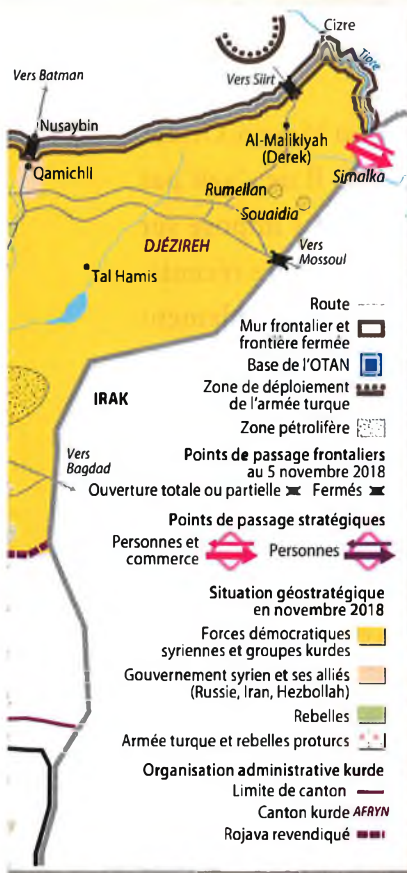 Cizre
Tigre
Vers Batman
Vers Siirt
Nusaybin
Al-Malikiyah
(Derek)
Qamichli
Simalka
Rumellan
Souaidia
DJÉZIREH
Vers
Mossoul
Tal Hamis
Route
Mur frontalier et
frontière fermée
Base de l'OTAN
IRAK
Zone de déploiement
de l'armée turque
Zone pétrolifère
Vers
Bagdad
Points de passage frontaliers
au 5 novembre 2018
Ouverture totale ou partielle Fermés
Points de passage stratégiques
Personnes et
commerce
Personnes
Situation géostratégique
en novembre 2018
Forces démocratiques
syriennes et groupes kurdes
Gouvernement syrien et ses alliés
(Russie, Iran, Hezbollah)
Rebelles
Armée turque et rebelles proturcs
Organisation administrative kurde
Limite de canton
Canton kurde AFRYN
Rojava revendiqué